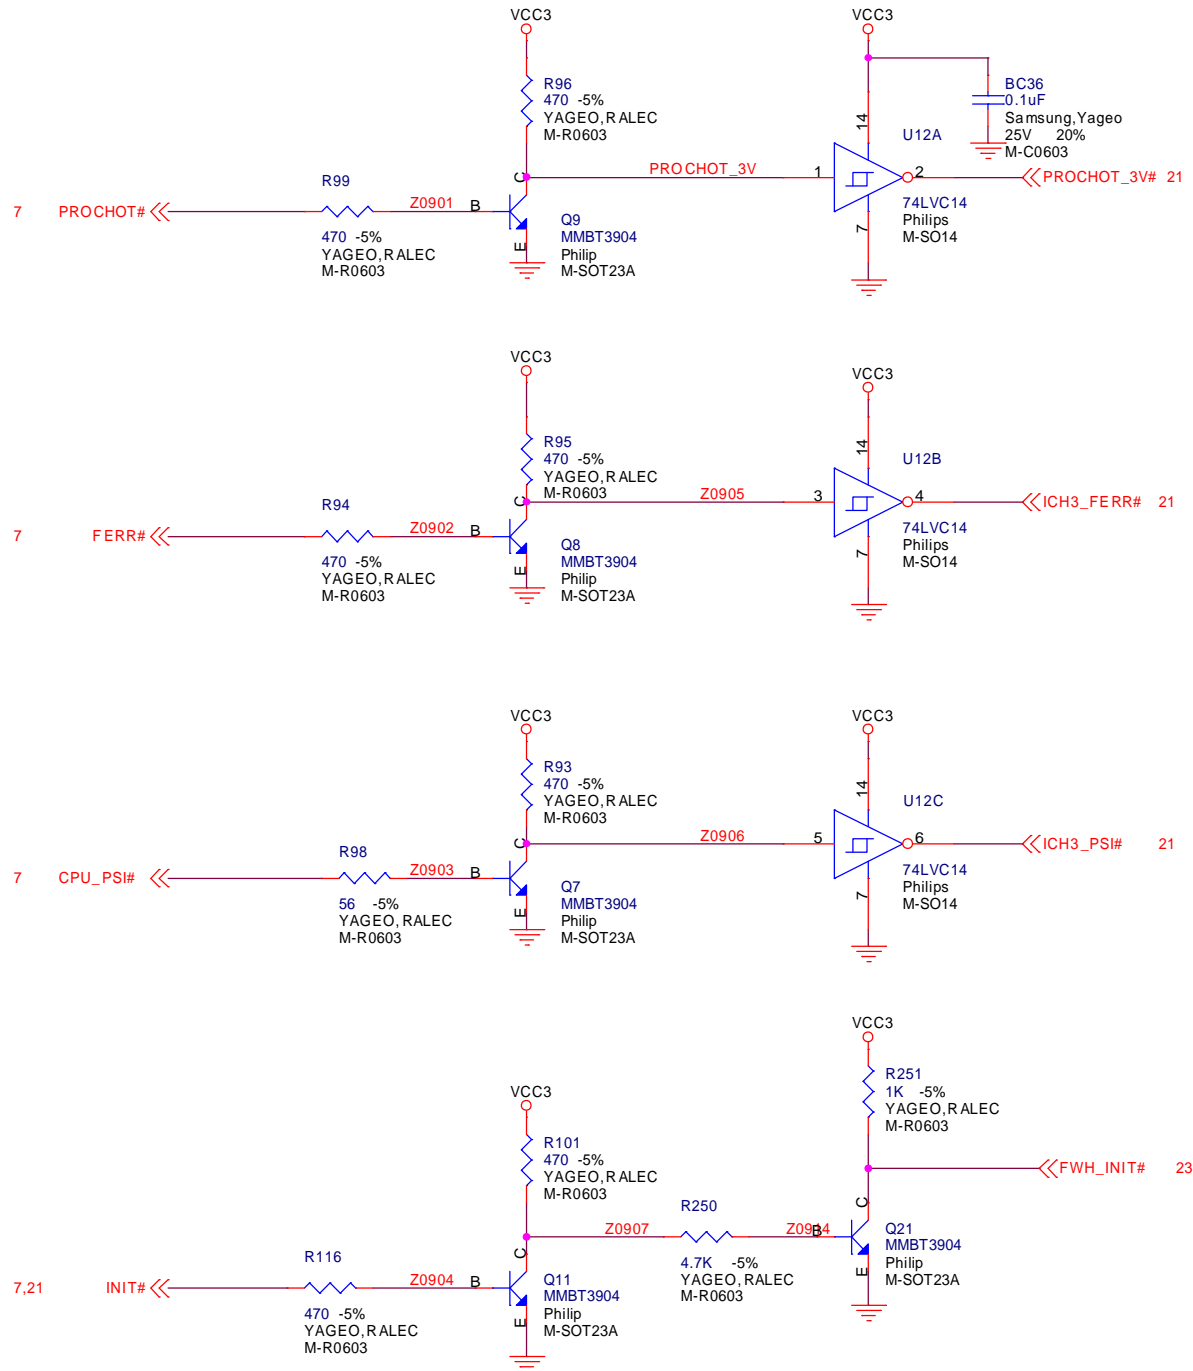 VCC3
VCC3
R96
470 -5%
YAGEO,RALEC
M-R0603
BC36
0.1uF
Samsung,Yageo
25V 20%
M-C0603
14
U12A
C
PROCHOT_3V
1
2
PROCHOT_3V# 21
R99
7 PROCHOT#
Z0901 B
470 -5%
YAGEO,RALEC
M-R0603
E
Q9
MMBT3904
Philip
M-SOT23A
7
74LVC14
Philips
M-SO14
VCC3
VCC3
R95
470 -5%
YAGEO,RALEC
M-R0603
14
U12B
C
Z0905
3
4
ICH3_FERR# 21
R94
7 FERR#
Z0902 B
470 -5%
YAGEO,RALEC
M-R0603
E
Q8
MMBT3904
Philip
M-SOT23A
7
74LVC14
Philips
M-SO14
VCC3
VCC3
R93
470 -5%
YAGEO,RALEC
M-R0603
14
U12C
C
Z0906
5
6
ICH3_PSI# 21
R98
7 CPU_PSI#
Z0903 B
56 -5%
YAGEO,RALEC
M-R0603
E
Q7
MMBT3904
Philip
M-SOT23A
7
74LVC14
Philips
M-SO14
VCC3
R251
1K -5%
YAGEO,RALEC
M-R0603
VCC3
R101
470 -5%
YAGEO,RALEC
M-R0603
FWH_INIT# 23
R250
C
Z0907
B
4.7K -5%
YAGEO,RALEC
M-R0603
E
Q21
MMBT3904
Philip
M-SOT23A
R116
7,21 INIT#
Z0904 B
470 -5%
YAGEO,RALEC
M-R0603
C
E
Q11
MMBT3904
Philip
M-SOT23A